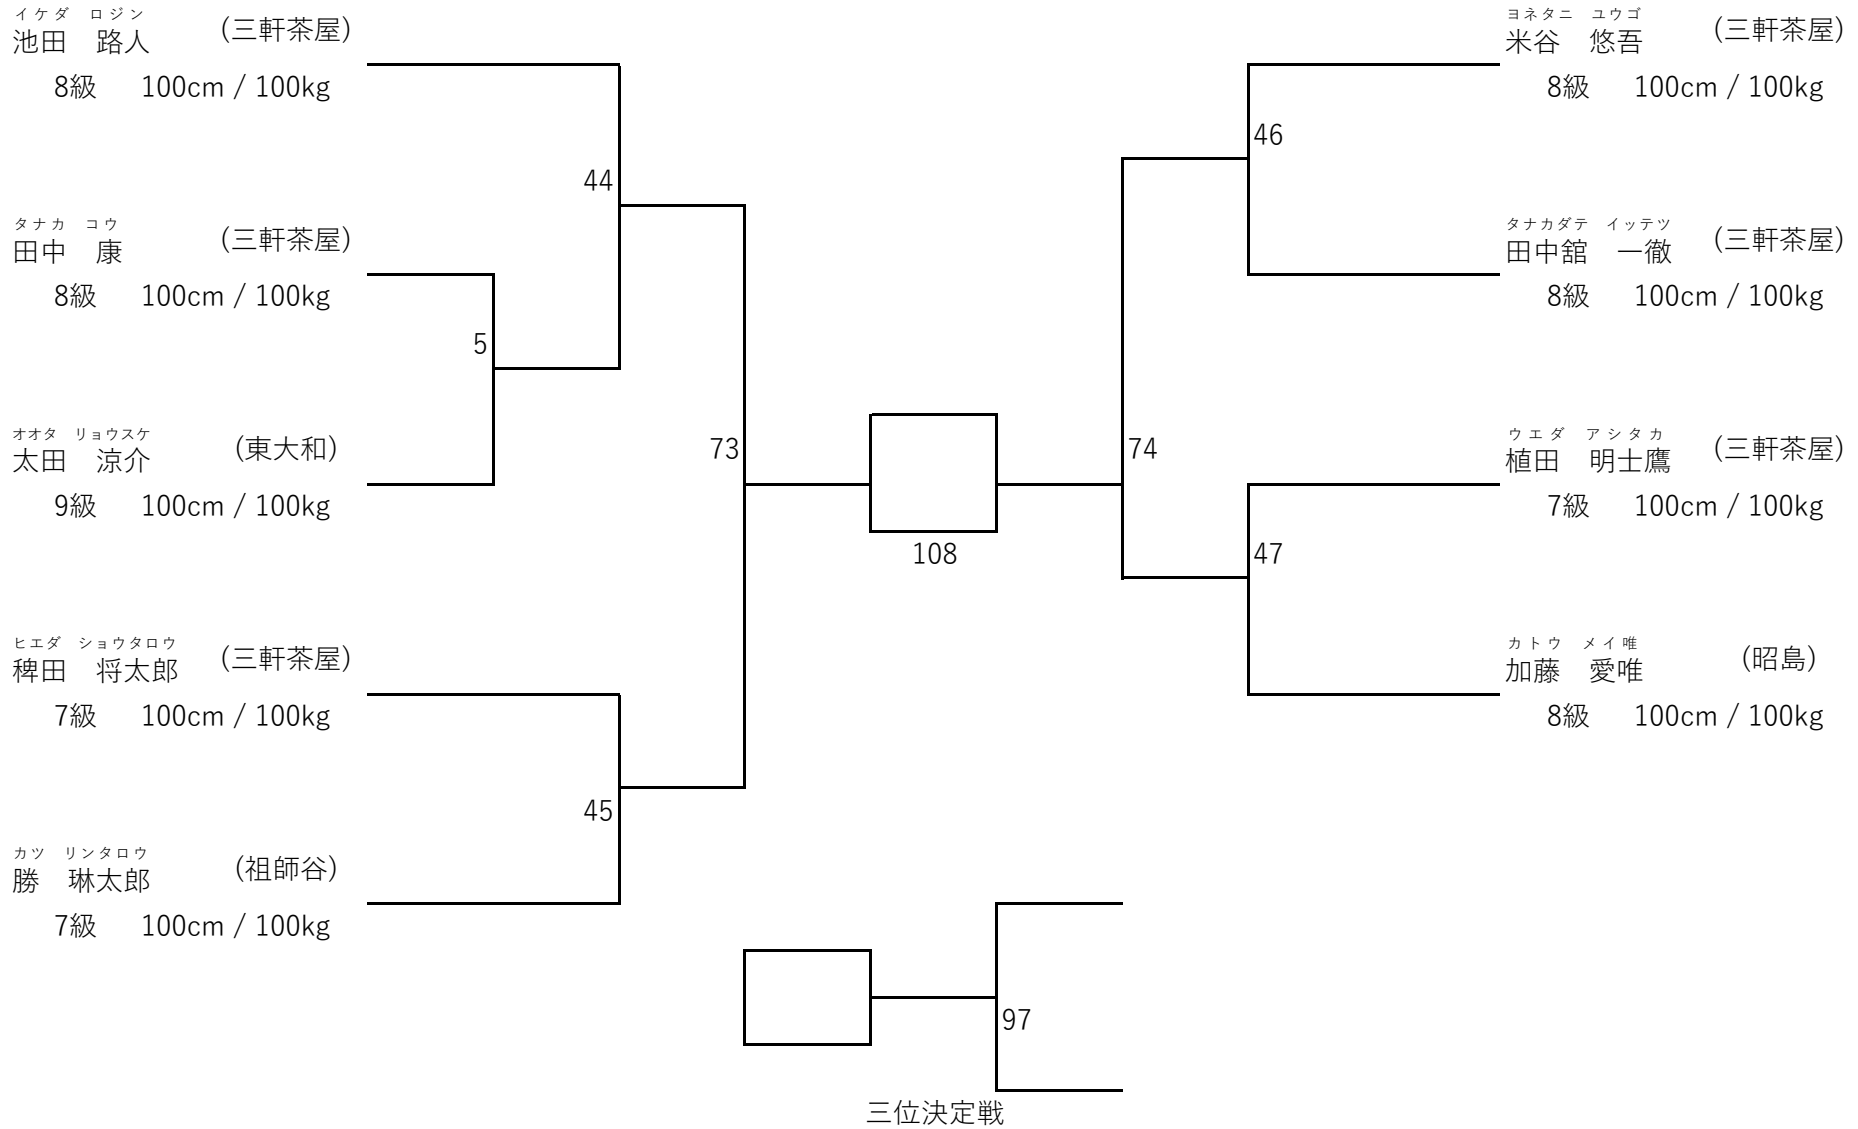 イケダ　ロジン
池田　路人　(三軒茶屋)
8級　100cm / 100kg
44
タナカ　コウ
田中　康　(三軒茶屋)
8級　100cm / 100kg
5
オオタ　リョウスケ
太田　涼介　(東大和)
9級　100cm / 100kg
73
ヒエダ　ショウタロウ
稗田　将太郎　(三軒茶屋)
7級　100cm / 100kg
45
カツ　リンタロウ
勝　琳太郎　(祖師谷)
7級　100cm / 100kg
108
ヨネタニ　ユウゴ
米谷　悠吾　(三軒茶屋)
8級　100cm / 100kg
46
タナカダテ　イッテツ
田中舘　一徹　(三軒茶屋)
8級　100cm / 100kg
74
ウエダ　アシタカ
植田　明士鷹　(三軒茶屋)
7級　100cm / 100kg
47
カトウ　メイ唯
加藤　愛唯　(昭島)
8級　100cm / 100kg
97
三位決定戦